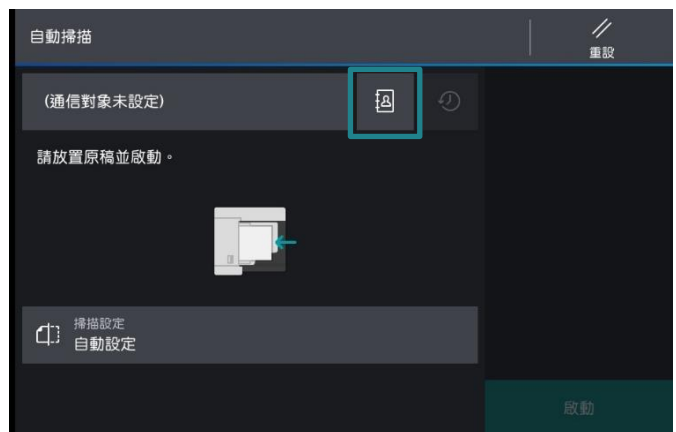 自動掃描
重設
(通信對象未設定)
請放置原稿並啟動。
掃描設定
自動設定
啟動